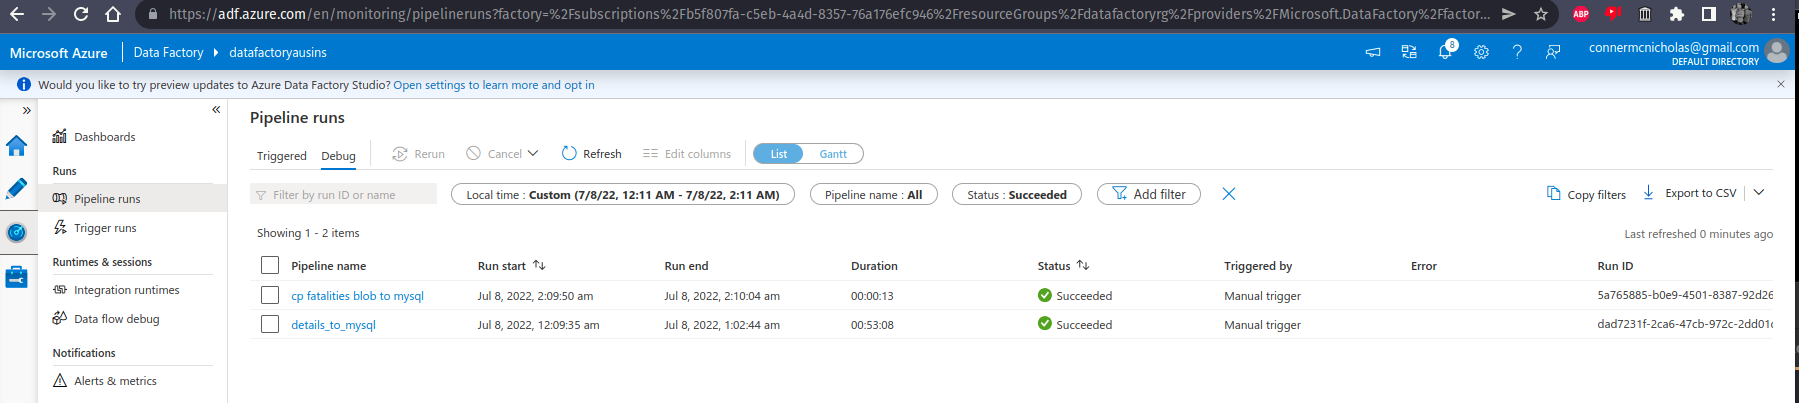 https://adf.azure.com/en/monitoring/pipelineruns?factory=%2Fsubscriptions%2Fb5f807fa-c5eb-4a4d-8357-76a176efc946%2FresourceGroups%2Fdatafactoryrg%2Fproviders%2FMicrosoft.DataFactory%2Ffactor...
ABP
Microsoft Azure Data Factory datafactoryausins 8 ? connermcnicholas@gmail.com
DEFAULT DIRECTORY
Would you like to try preview updates to Azure Data Factory Studio? Open settings to learn more and opt in
Dashboards
Runs
Pipeline runs
Trigger runs
Runtimes & sessions
Integration runtimes
Data flow debug
Notifications
Alerts & metrics
Pipeline runs
Triggered Debug Rerun Cancel Refresh Edit columns List Gantt
Filter by run ID or name Local time : Custom (7/8/22, 12:11 AM - 7/8/22, 2:11 AM) Pipeline name : All Status : Succeeded Add filter Copy filters Export to CSV
Showing 1 - 2 items Last refreshed 0 minutes ago
Pipeline name Run start Run end Duration Status Triggered by Error Run ID
cp fatalities blob to mysql Jul 8, 2022, 2:09:50 am Jul 8, 2022, 2:10:04 am 00:00:13 Succeeded Manual trigger 5a765885-b0e9-4501-8387-92d26
details_to_mysql Jul 8, 2022, 12:09:35 am Jul 8, 2022, 1:02:44 am 00:53:08 Succeeded Manual trigger dad7231f-2ca6-47cb-972c-2dd01